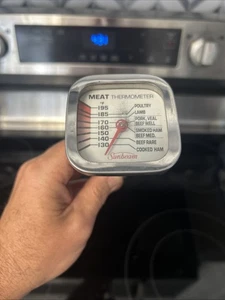 MEAT THERMOMETER
°F
195
185
170
160
150
140
130
POULTRY
LAMB
PORK, VEAL
BEEF WELL
SMOKED HAM
BEEF MED.
BEEF RARE
COOKED HAM
Sunbeam